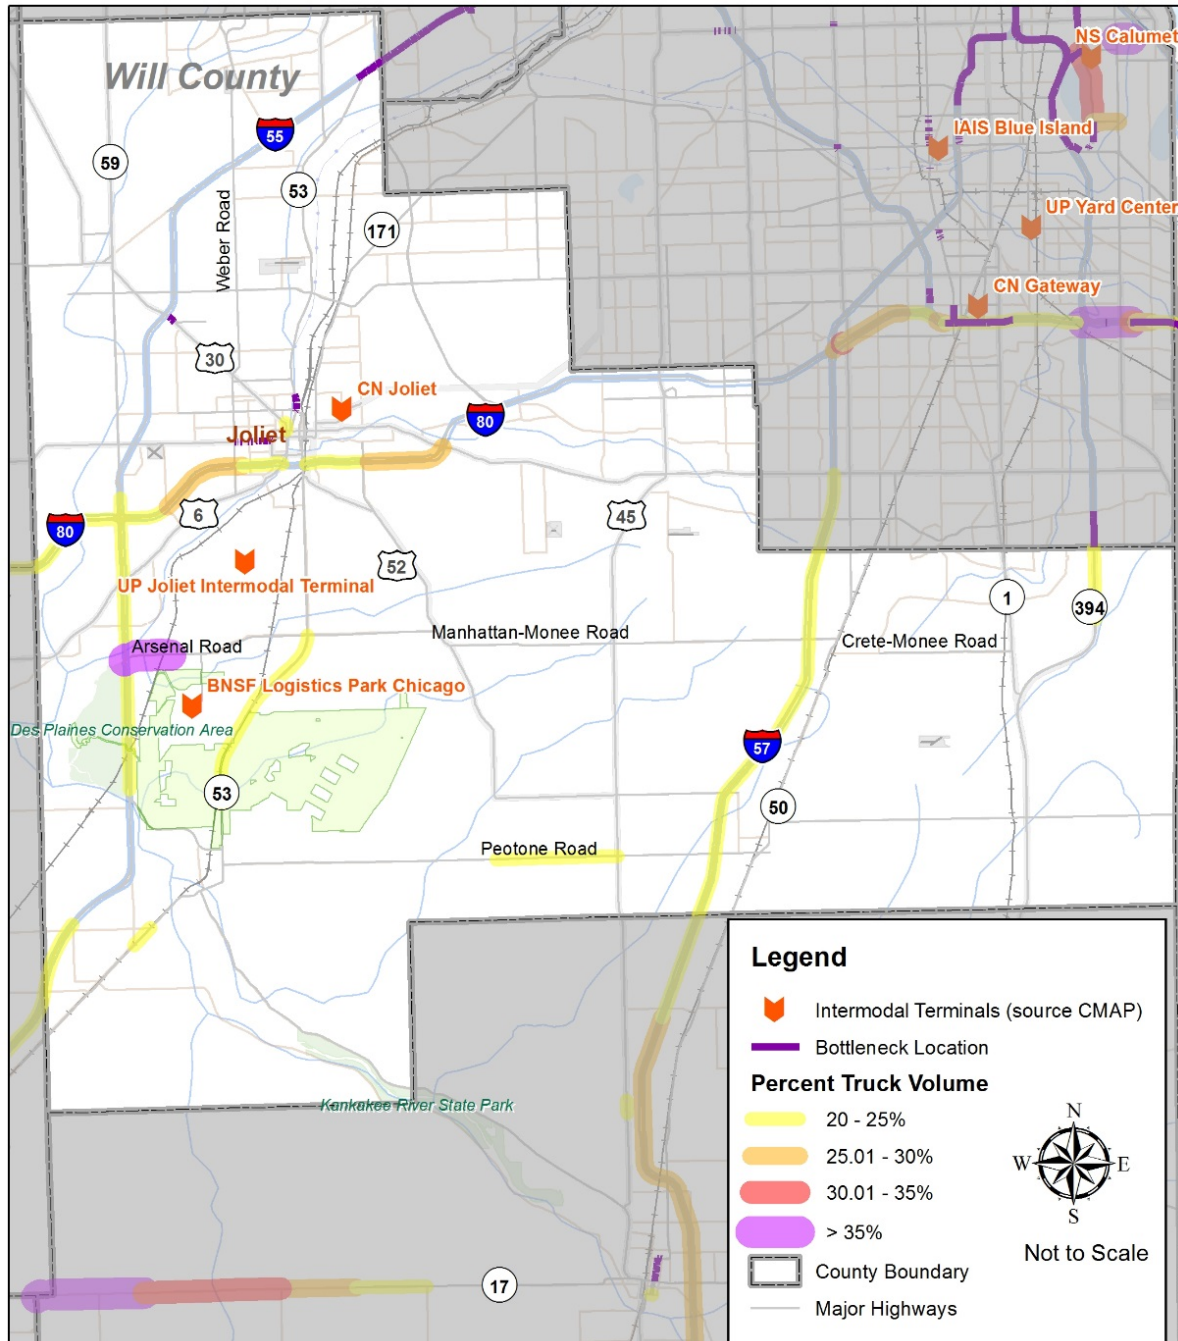 NS Calumet
Will County
55
IAIS Blue Island
59
53
Weber Road
171
UP Yard Center
CN Gateway
30
CN Joliet
80
Joliet
6
45
80
52
UP Joliet Intermodal Terminal
1
394
Manhattan-Monee Road
Arsenal Road
Crete-Monee Road
BNSF Logistics Park Chicago
Des Plaines Conservation Area
57
53
50
Peotone Road
Legend
Intermodal Terminals (source CMAP)
Bottleneck Location
Percent Truck Volume
20 - 25%
25.01 - 30%
30.01 - 35%
> 35%
County Boundary
Major Highways
N
W
E
S
Not to Scale
Kankakee River State Park
17